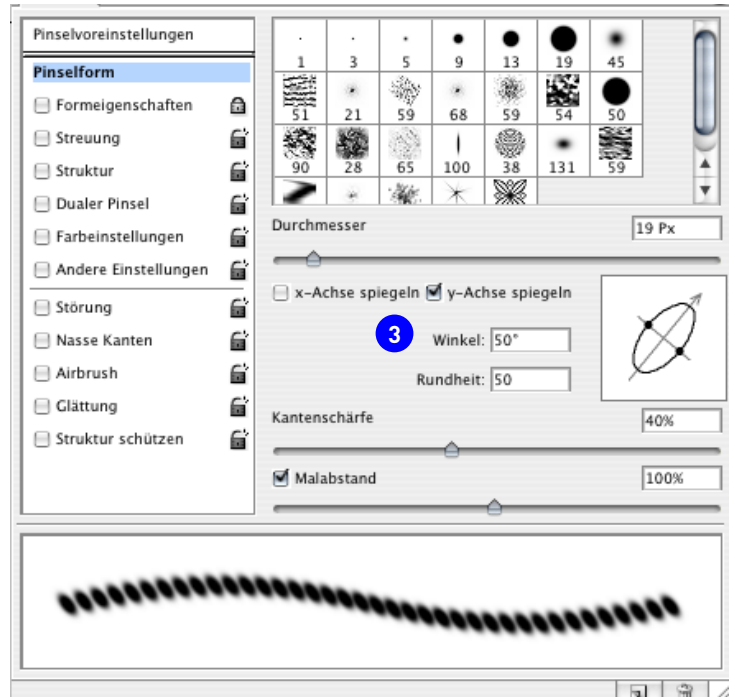 Pinselvoreinstellungen
Pinselform
Formeigenschaften
Streuung
Struktur
Dualer Pinsel
Farbeinstellungen
Andere Einstellungen
Störung
Nasse Kanten
Airbrush
Glättung
Struktur schützen
1 3 5 9 13 19 45
51 21 59 68 59 54 50
90 28 65 100 38 131 59
Durchmesser 19 Px
x-Achse spiegeln y-Achse spiegeln
3 Winkel: 50°
Rundheit: 50
Kantenschärfe 40%
Malabstand 100%